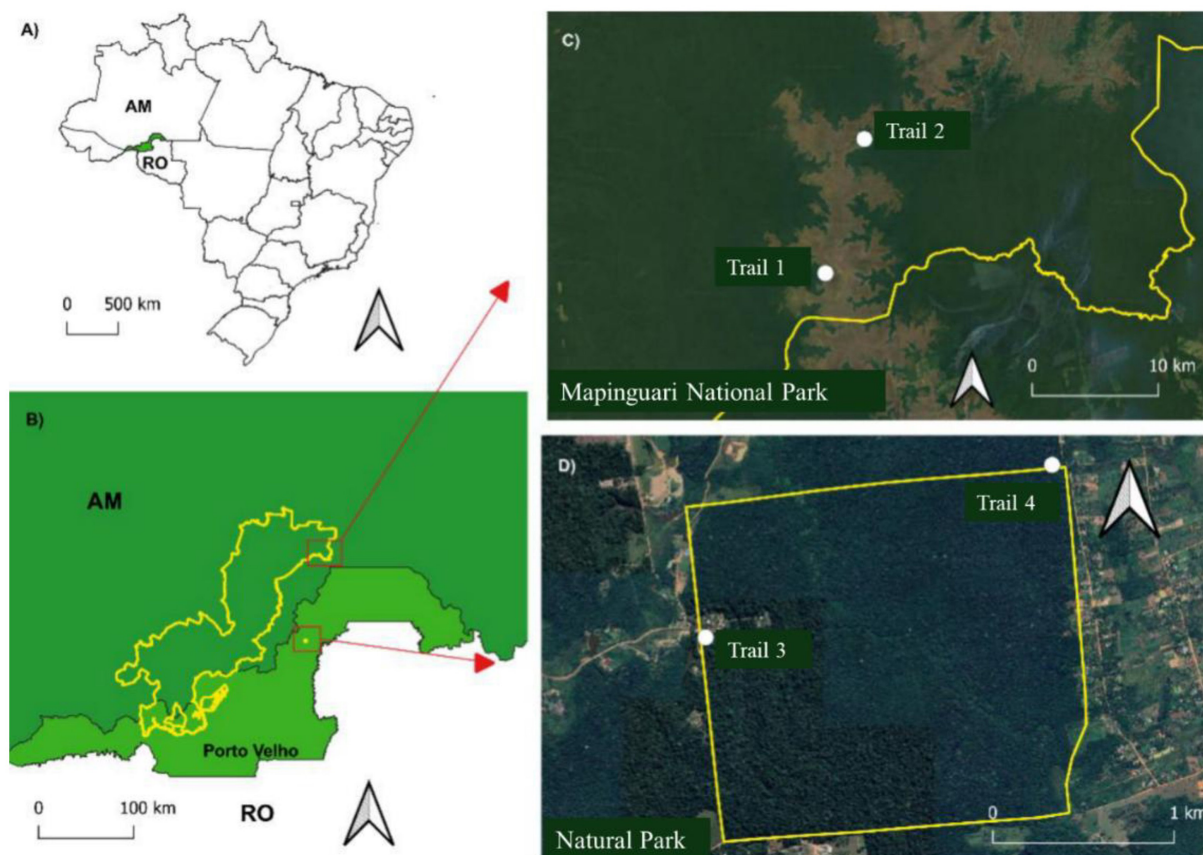 A)
AM
RO
0 500 km
B)
AM
Porto Velho
0 100 km
RO
C)
Trail 2
Trail 1
0 10 km
Mapinguari National Park
D)
Trail 4
Trail 3
0 1 km
Natural Park